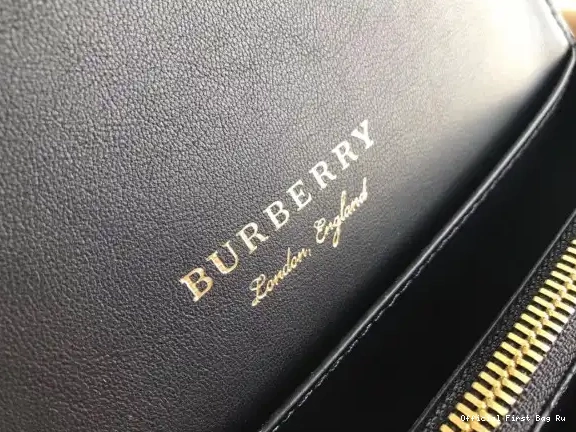 BURBERRY
London, England
Official First Bag Ru